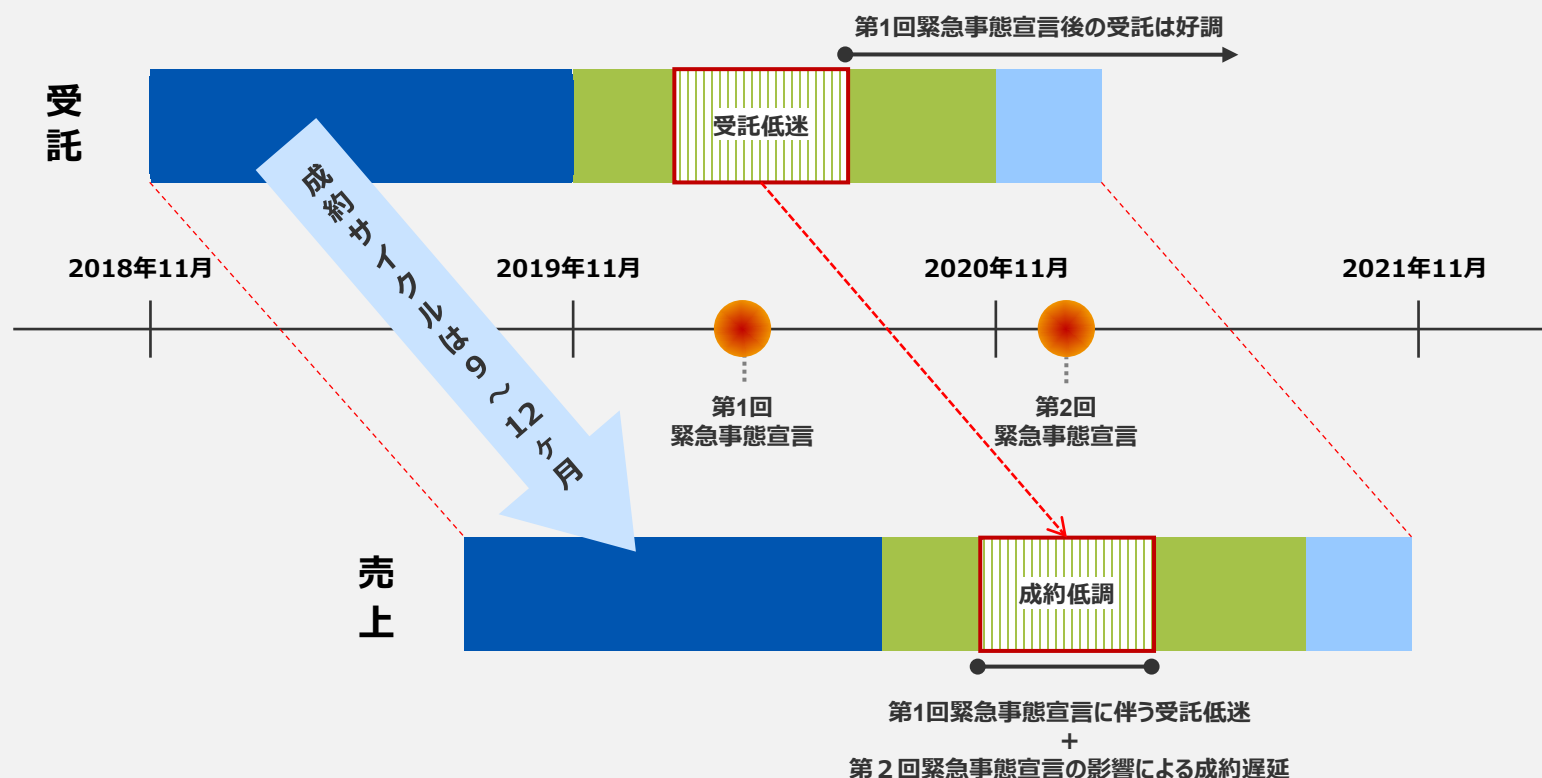 第1回緊急事態宣言後の受託は好調
受託
受託低迷
成約サイクルは9～12ヶ月
2018年11月
2019年11月
2020年11月
2021年11月
第1回
緊急事態宣言
第2回
緊急事態宣言
売上
成約低調
第1回緊急事態宣言に伴う受託低迷
+
第２回緊急事態宣言の影響による成約遅延